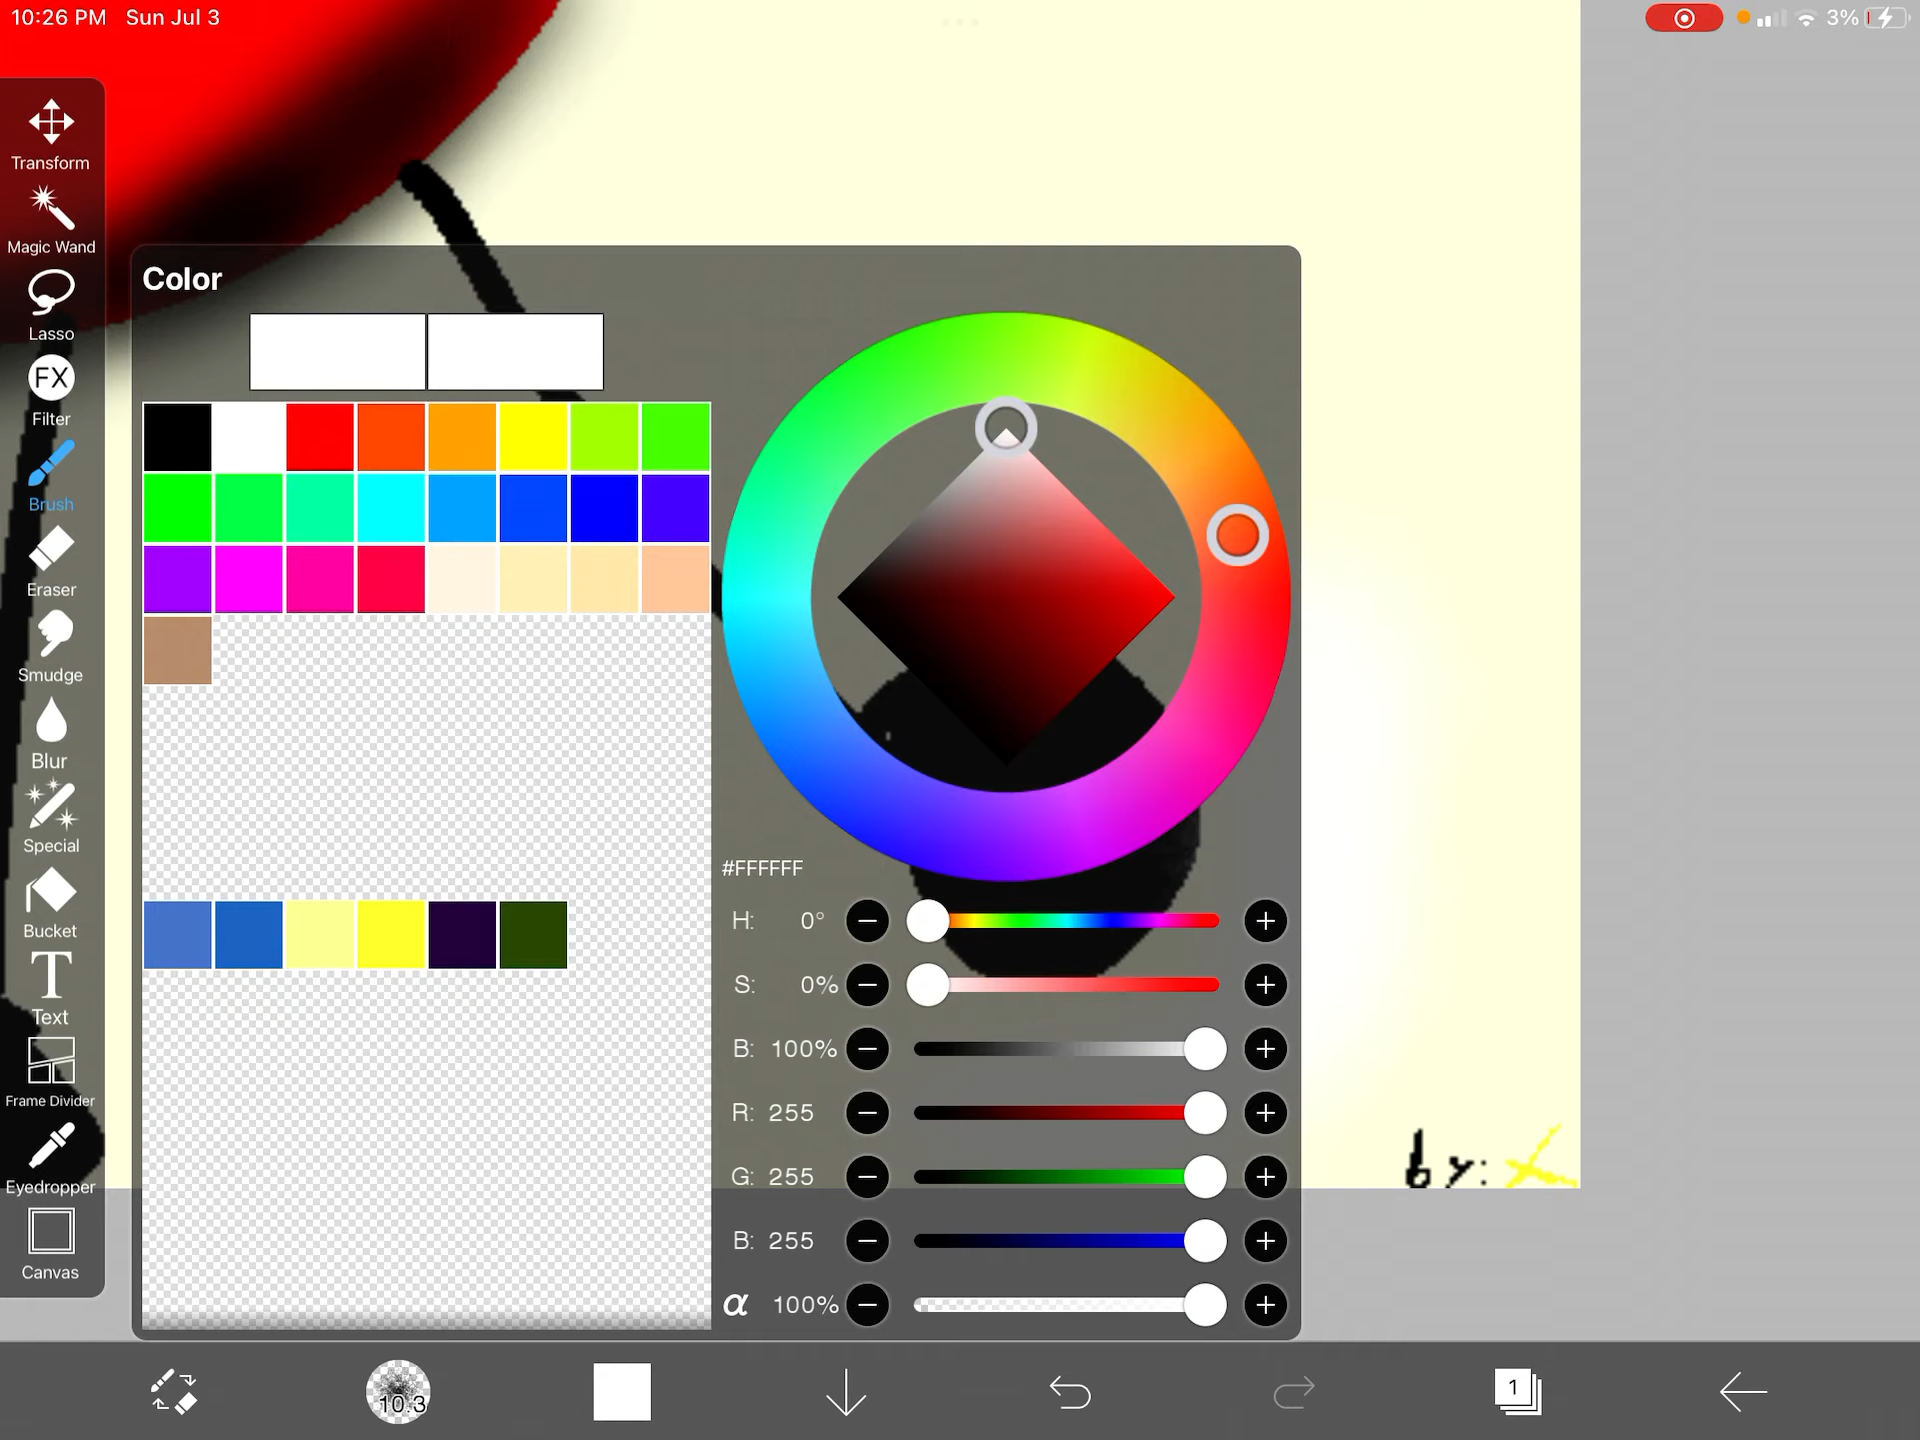 10:26 PM Sun Jul 3
3%
Transform
Magic Wand
Lasso
FX
Filter
Brush
Eraser
Smudge
Blur
Special
Bucket
T
Text
Frame Divider
Eyedropper
Canvas
Color
#FFFFFF
H: 0°
S: 0%
B: 100%
R: 255
G: 255
B: 255
α 100%
by:
10.3
1